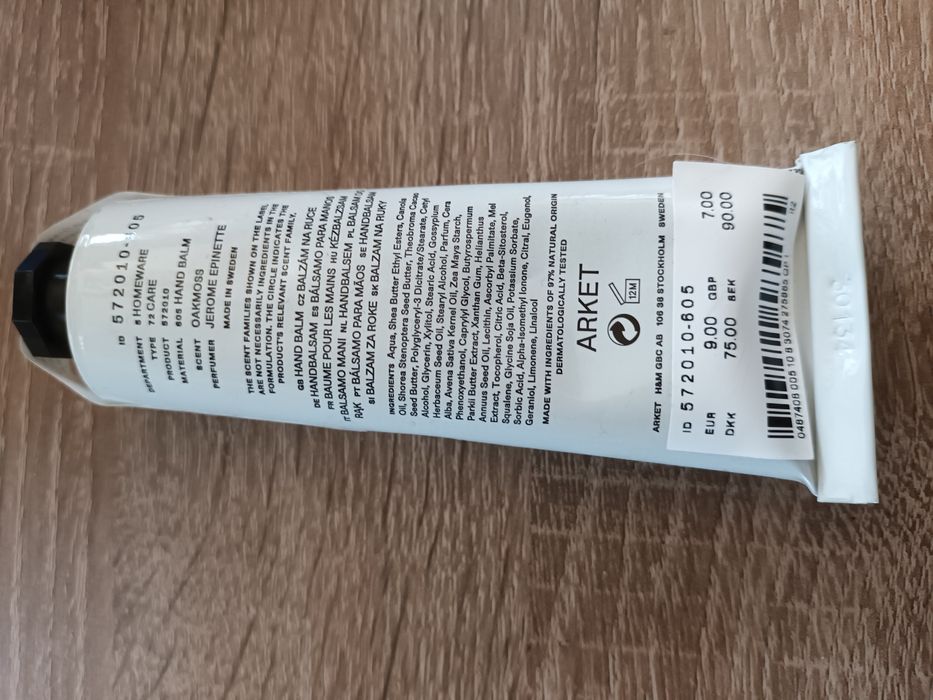 ID 572010-605
DEPARTMENT 5 HOMEWARE
TYPE 72 CARE
PRODUCT 572010
MATERIAL 605 HAND BALM
SCENT OAKMOSS
PERFUMER JEROME EPINETTE
MADE IN SWEDEN
THE SCENT FAMILIES SHOWN ON THE LABEL
ARE NOT NECESSARILY INGREDIENTS IN THE
FORMULATION, THE CIRCLE INDICATES THE
PRODUCT'S RELEVANT SCENT FAMILY.
GB HAND BALM CZ BALZÁM NA RUCE
DE HANDBALSAM ES BÁLSAMO PARA MANOS
FR BAUME POUR LES MAINS HU KÉZBALZSAM
IT BALSAMO MANI NL HANDBALSEM PL BALSAM DO
RĄK PT BÁLSAMO PARA MÃOS SE HANDBALSAM
SI BALZAM ZA ROKE SK BALZAM NA RUKY
INGREDIENTS Aqua, Shea Butter Ethyl Esters, Canola
Oil, Shorea Stenoptera Seed Butter, Theobroma Cacao
Seed Butter, Polyglyceryl-3 Dicitrate/Stearate, Cetyl
Alcohol, Glycerin, Xylitol, Stearic Acid, Gossypium
Herbaceum Seed Oil, Stearyl Alcohol, Parfum, Cera
Alba, Avena Sativa Kernel Oil, Zea Mays Starch,
Phenoxyethanol, Caprylyl Glycol, Butyrospermum
Parkii Butter Extract, Xanthan Gum, Helianthus
Annuus Seed Oil, Lecithin, Ascorbyl Palmitate, Mel
Extract, Tocopherol, Citric Acid, Beta-Sitosterol,
Squalene, Glycine Soja Oil, Potassium Sorbate,
Sorbic Acid, Alpha-Isomethyl Ionone, Citral, Eugenol,
Geraniol, Limonene, Linalool
MADE WITH INGREDIENTS OF 97% NATURAL ORIGIN
DERMATOLOGICALLY TESTED
ARKET
12M
ARKET H&M GBC AB 106 38 STOCKHOLM SWEDEN
ID 572010-605
EUR 9.00 GBP 7.00
DKK 75.00 SEK 90.00